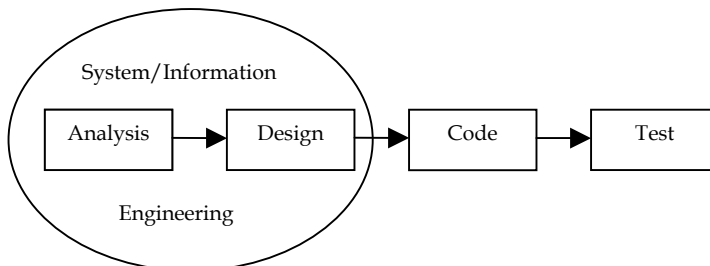 System/Information
Analysis
Design
Code
Test
Engineering